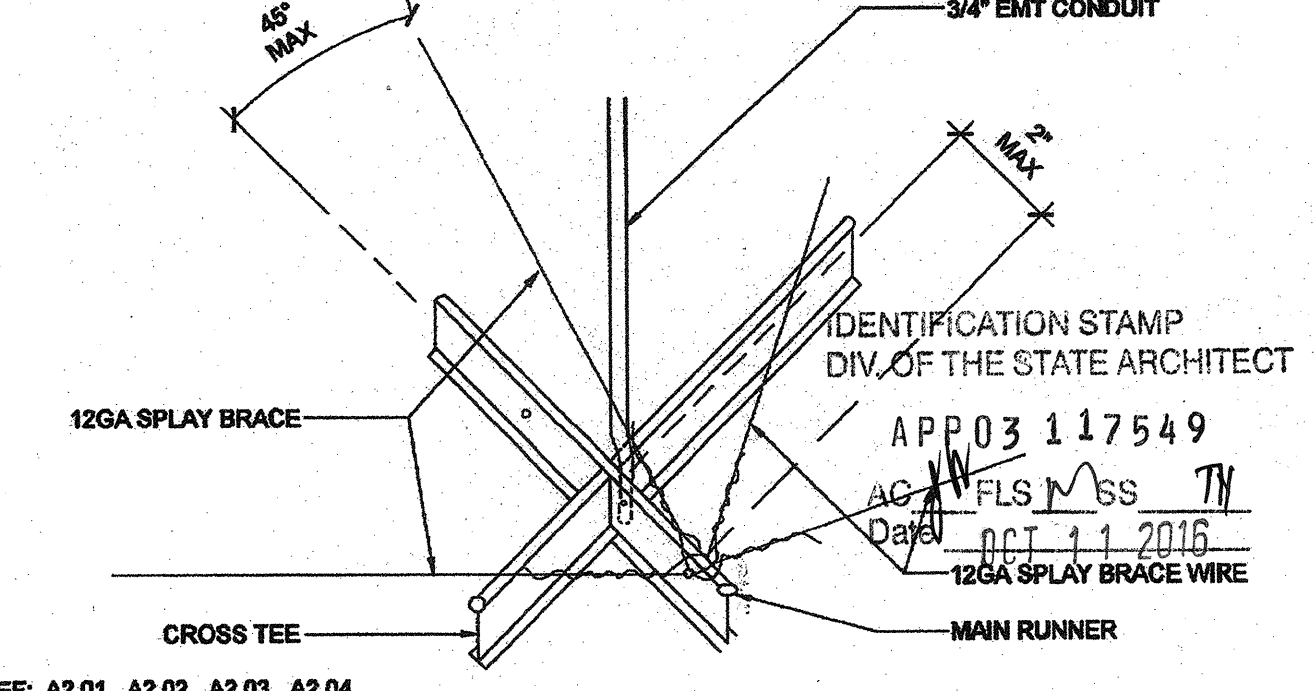 45°
MAX
3/4" EMT CONDUIT
2"
MAX
IDENTIFICATION STAMP
DIV. OF THE STATE ARCHITECT
12GA SPLAY BRACE
APP 03 117549
AC FLS SS
Date OCT 11 2016
12GA SPLAY BRACE WIRE
CROSS TEE
MAIN RUNNER
A2.01, A2.02, A2.03, A2.04